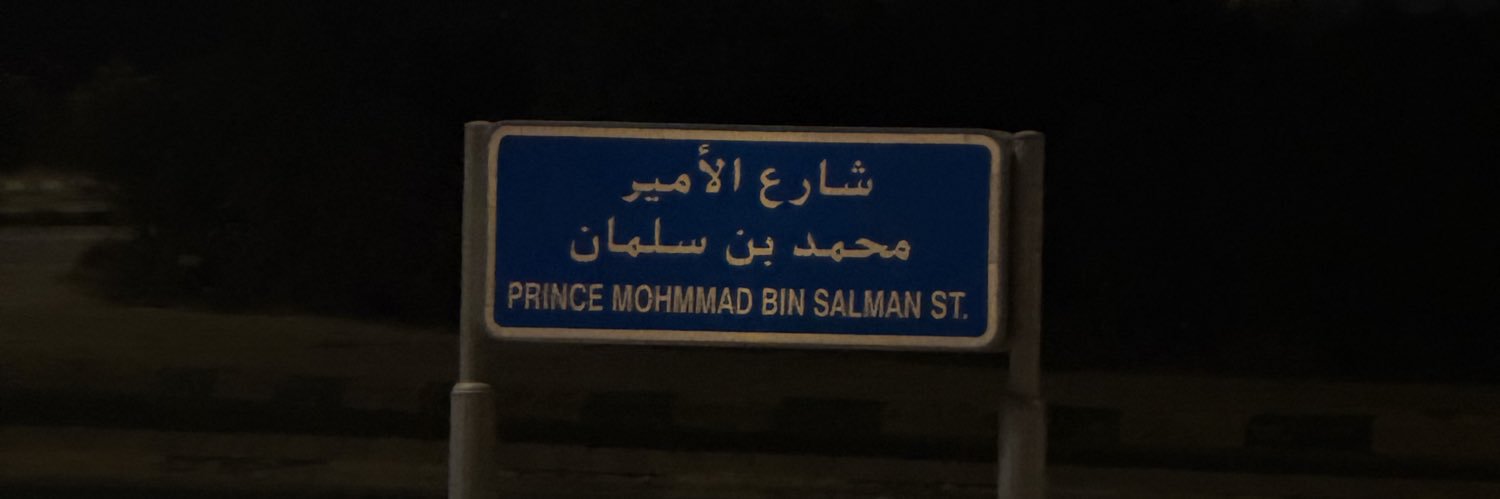 شارع الأمير
محمد بن سلمان
PRINCE MOHMMAD BIN SALMAN ST.